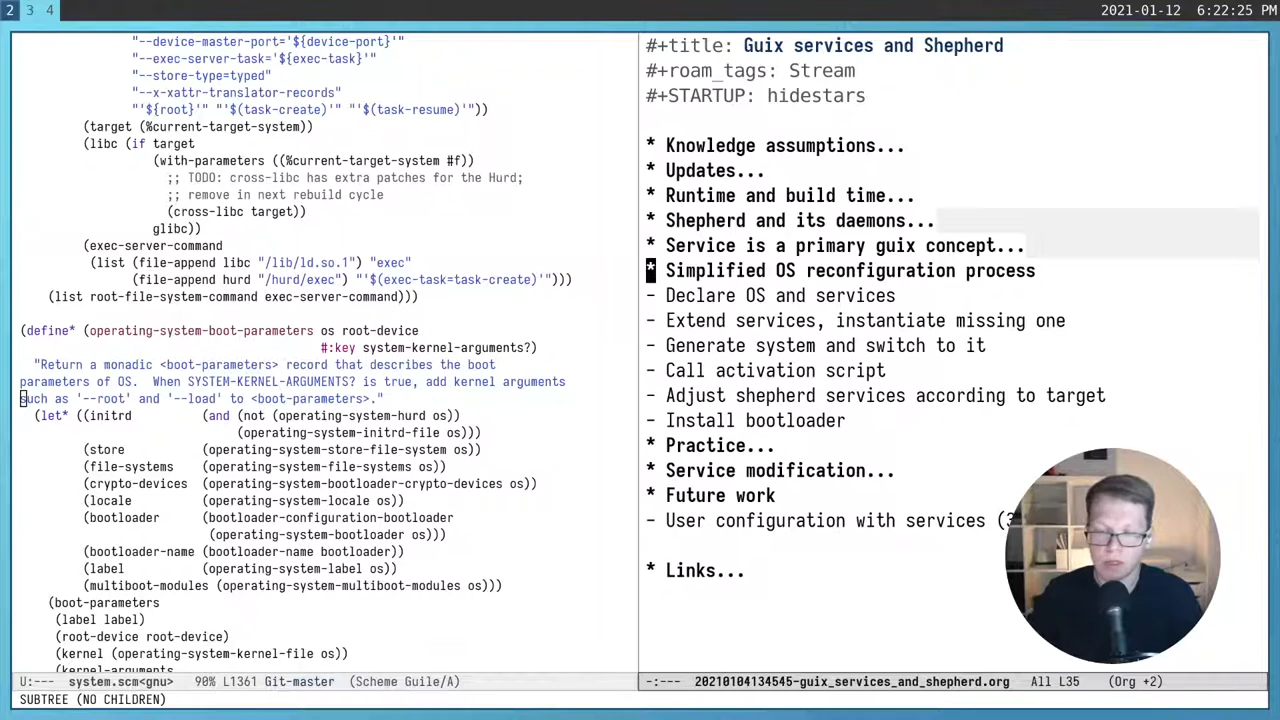 2 3 4
2021-01-12 6:22:25 PM
"--device-master-port='${device-port}'"
"--exec-server-task='${exec-task}'"
"--store-type=typed"
"--x-xattr-translator-records"
"'${root}'" "'$(task-create)'" "'$(task-resume)'"))
(target (%current-target-system))
(libc (if target
(with-parameters ((%current-target-system #f))
;; TODO: cross-libc has extra patches for the Hurd;
;; remove in next rebuild cycle
(cross-libc target))
glibc))
(exec-server-command
(list (file-append libc "/lib/ld.so.1") "exec"
(file-append hurd "/hurd/exec") "'$(exec-task=task-create)'")))
(list root-file-system-command exec-server-command)))
(define* (operating-system-boot-parameters os root-device
#:key system-kernel-arguments?)
"Return a monadic <boot-parameters> record that describes the boot
parameters of OS.  When SYSTEM-KERNEL-ARGUMENTS? is true, add kernel arguments
such as '--root' and '--load' to <boot-parameters>."
(let* ((initrd (and (not (operating-system-hurd os))
(operating-system-initrd-file os)))
(store (operating-system-store-file-system os))
(file-systems (operating-system-file-systems os))
(crypto-devices (operating-system-bootloader-crypto-devices os))
(locale (operating-system-locale os))
(bootloader (bootloader-configuration-bootloader
(operating-system-bootloader os)))
(bootloader-name (bootloader-name bootloader))
(label (operating-system-label os))
(multiboot-modules (operating-system-multiboot-modules os)))
(boot-parameters
(label label)
(root-device root-device)
(kernel (operating-system-kernel-file os))
(kernel-arguments
U:--- system.scm<gnu> 90% L1361 Git-master (Scheme Guile/A)
SUBTREE (NO CHILDREN)
#+title: Guix services and Shepherd
#+roam_tags: Stream
#+STARTUP: hidestars
* Knowledge assumptions...
* Updates...
* Runtime and build time...
* Shepherd and its daemons...
* Service is a primary guix concept...
* Simplified OS reconfiguration process
- Declare OS and services
- Extend services, instantiate missing one
- Generate system and switch to it
- Call activation script
- Adjust shepherd services according to target
- Install bootloader
* Practice...
* Service modification...
* Future work
- User configuration with services
* Links...
-:--- 20210104134545-guix_services_and_shepherd.org All L35 (Org +2)